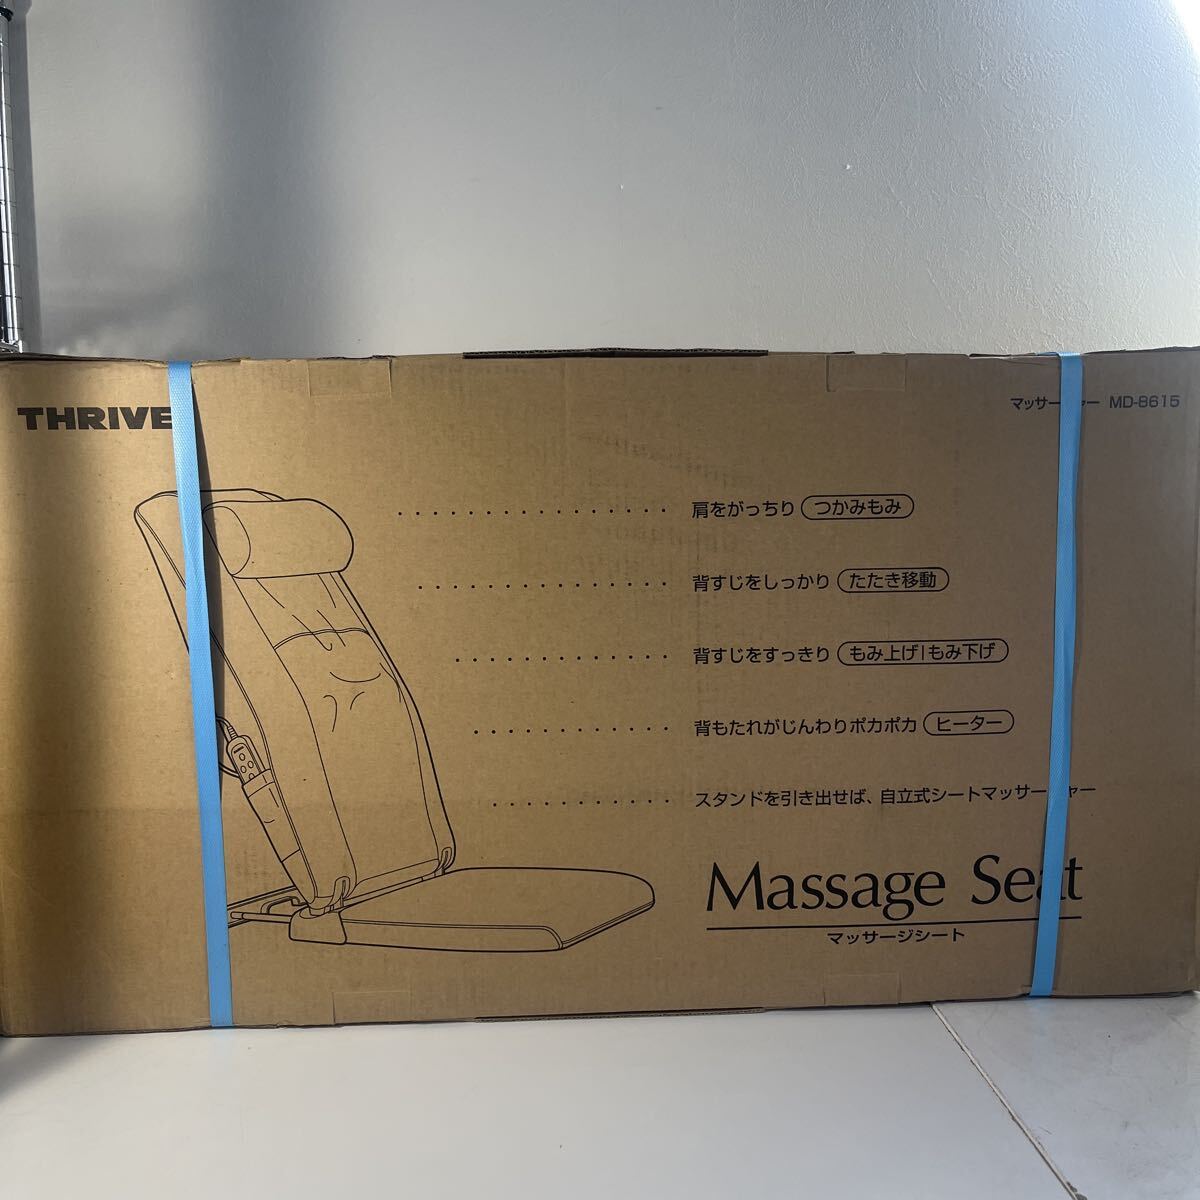 THRIVE
マッサージャー MD-8615
肩をがっちり つかみもみ
背すじをしっかり たたき移動
背すじをすっきり もみ上げ|もみ下げ
背もたれがじんわりポカポカ ヒーター
スタンドを引き出せば、自立式シートマッサージャー
Massage Seat
マッサージシート